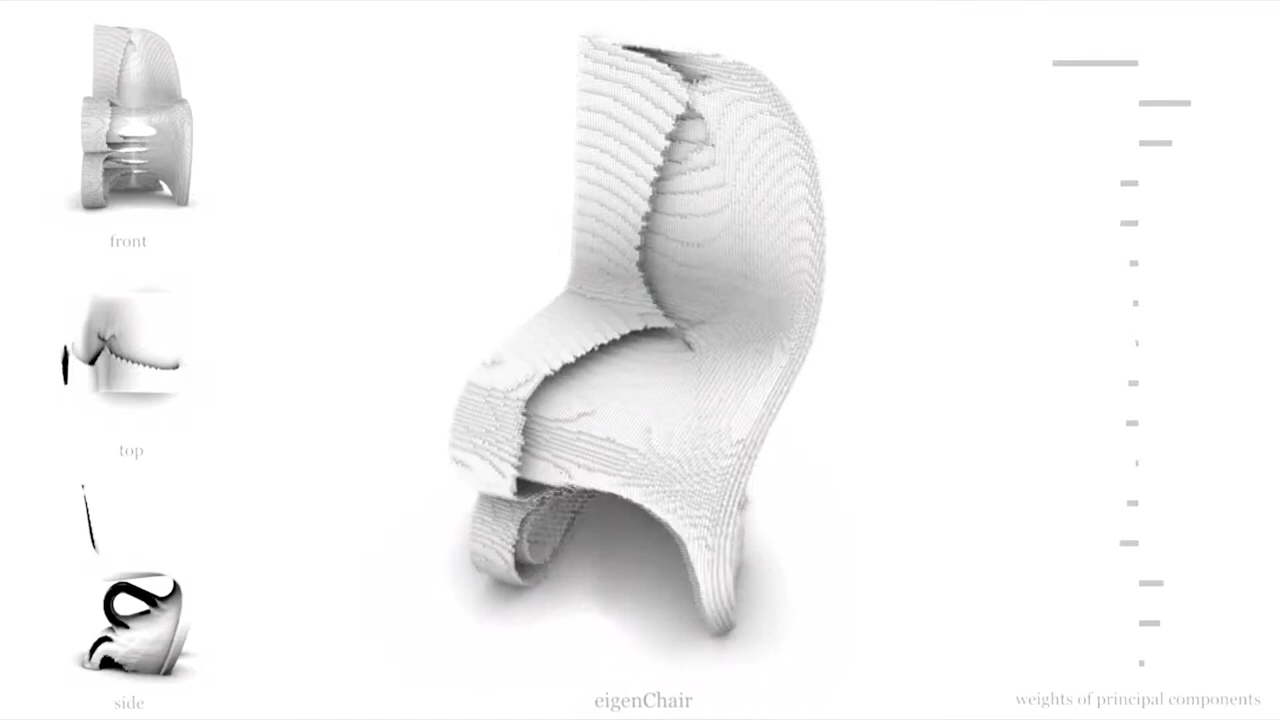 front
top
side
eigenChair
weights of principal components